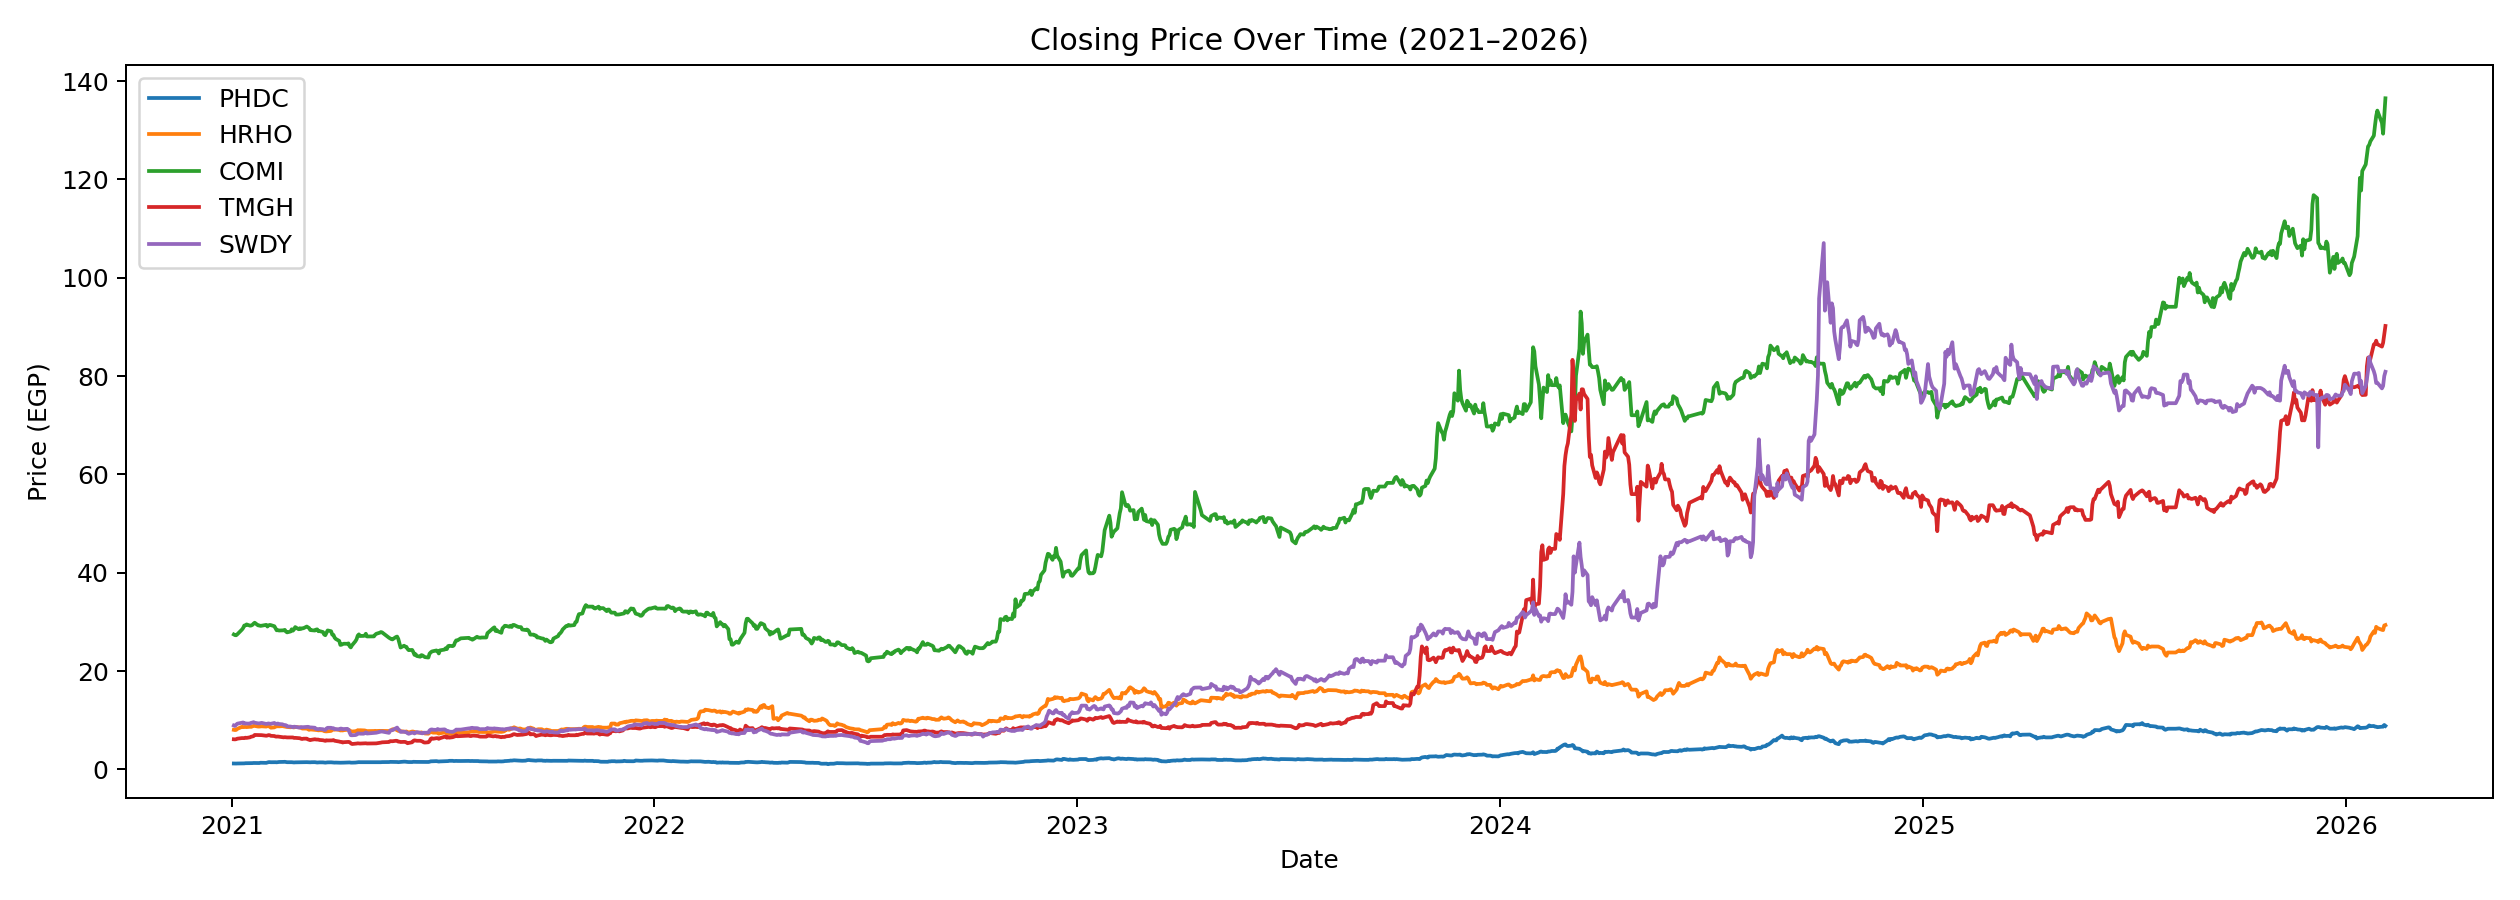 Closing Price Over Time (2021–2026)
140
120
100
80
60
40
20
0
Price (EGP)
PHDC
HRHO
COMI
TMGH
SWDY
2021 2022 2023 2024 2025 2026
Date